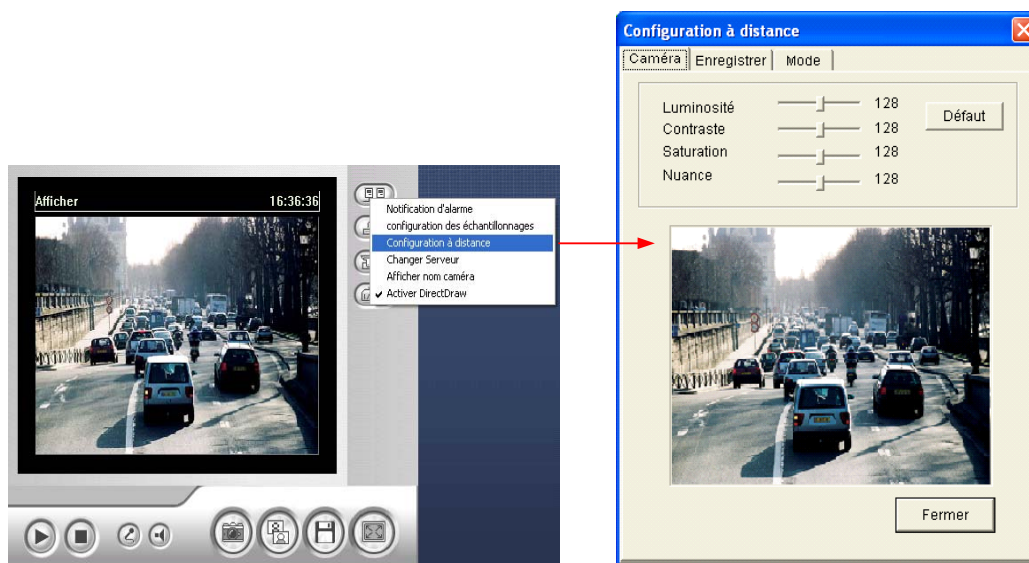 Afficher 16:36:36
Notification d'alarme
configuration des échantillonnages
Configuration à distance
Changer Serveur
Afficher nom caméra
Activer DirectDraw
Configuration à distance
Caméra Enregistrer Mode
Luminosité 128
Défaut
Contraste 128
Saturation 128
Nuance 128
Fermer